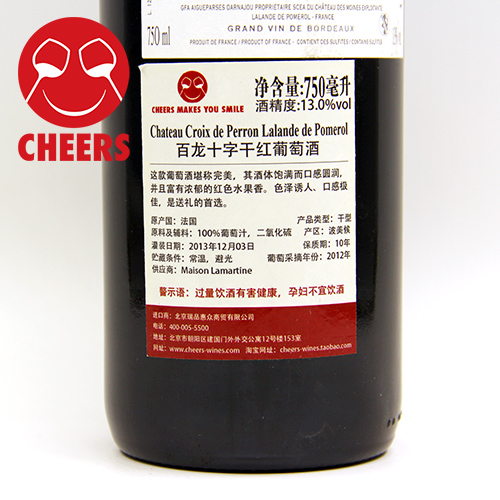 GFA AIGUEPARSES DARNAJOU PROPRIÉTAIRE SCEA DU CHÂTEAU DES MOINES EXPLOITANTE
LALANDE DE POMEROL - FRANCE
750 ml
GRAND VIN DE BORDEAUX
PRODUIT DE FRANCE / PRODUCT OF FRANCE - CONTIENT DES SULFITES / CONTAINS SULFITES
CHEERS
CHEERS MAKES YOU SMILE
净含量:750毫升
酒精度:13.0%vol
Chateau Croix de Perron Lalande de Pomerol
百龙十字干红葡萄酒
这款葡萄酒堪称完美，其酒体饱满而口感圆润，
并且富有浓郁的红色水果香。色泽诱人、口感极
佳，是送礼的首选。
原产国：法国 产品类型：干型
原料及辅料：100%葡萄汁，二氧化硫 产区：波美候
灌装日期：2013年12月03日 保质期：10年
贮藏条件：常温，避光 葡萄采摘年份：2012年
供应商：Maison Lamartine
警示语：过量饮酒有害健康，孕妇不宜饮酒
进口商：北京瑞品惠众商贸有限公司
电话：400-005-5500
地址：北京市朝阳区建国门外外交公寓12号楼1号153室
网址：www.cheers-wines.com 淘宝网址：cheers-wines.taobao.com